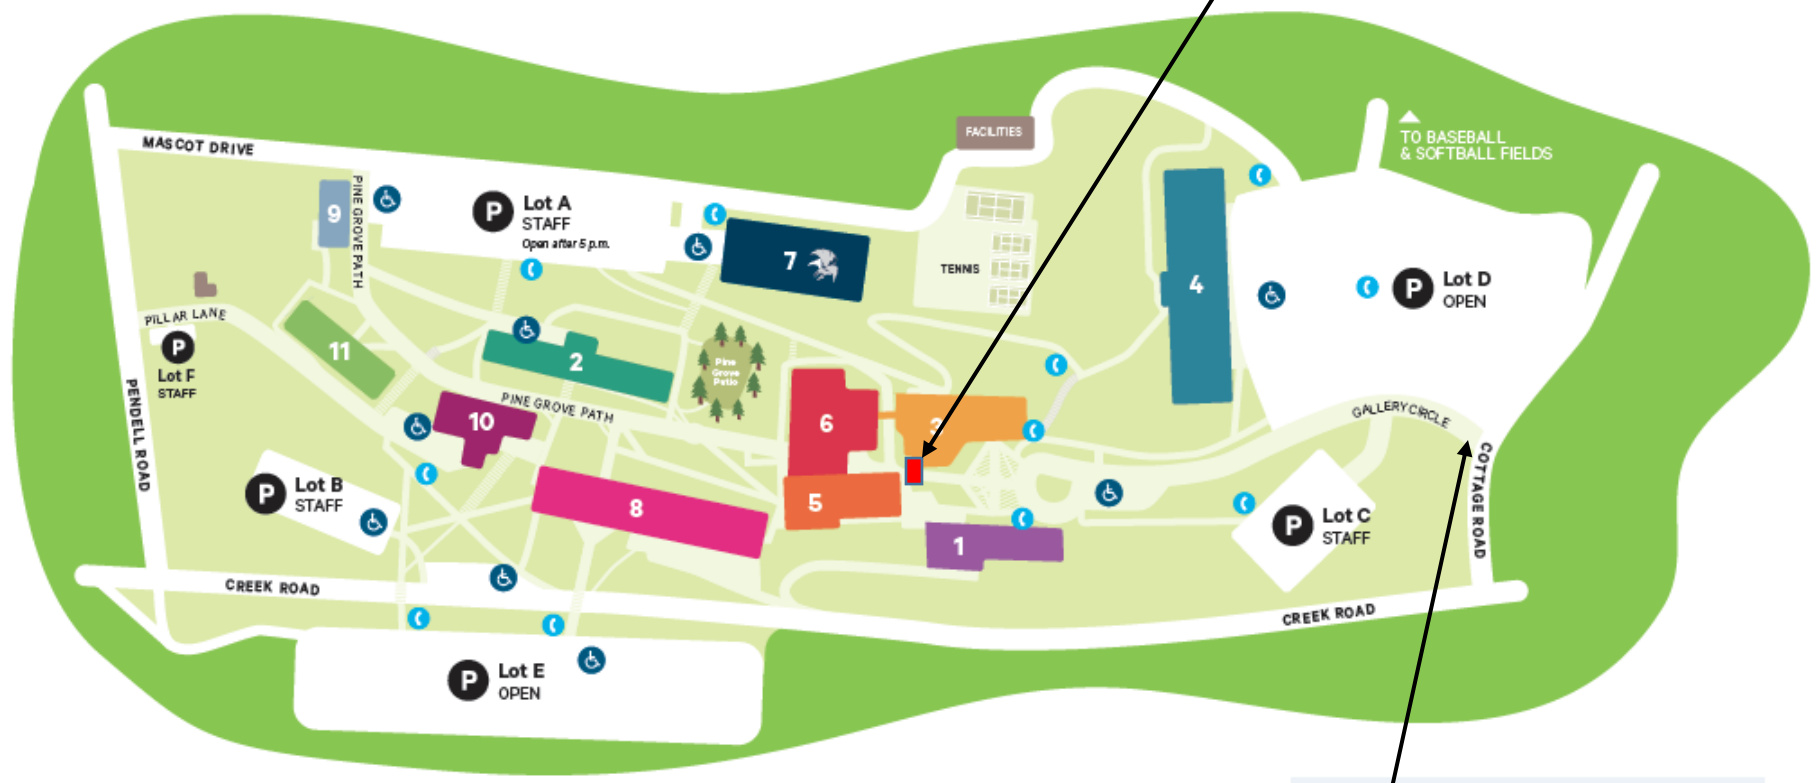 FACILITIES
TO BASEBALL
& SOFTBALL FIELDS
MASCOT DRIVE
PINE GROVE PATH
9
P
Lot A
STAFF
Open after 5 p.m.
7
TENNIS
4
P
Lot D
OPEN
PILLAR LANE
P
Lot F
STAFF
11
2
Pine
Grove
Patio
PINE GROVE PATH
10
6
3
GALLERY CIRCLE
PENDELL ROAD
COTTAGE ROAD
P
Lot B
STAFF
8
5
1
P
Lot C
STAFF
CREEK ROAD
CREEK ROAD
P
Lot E
OPEN